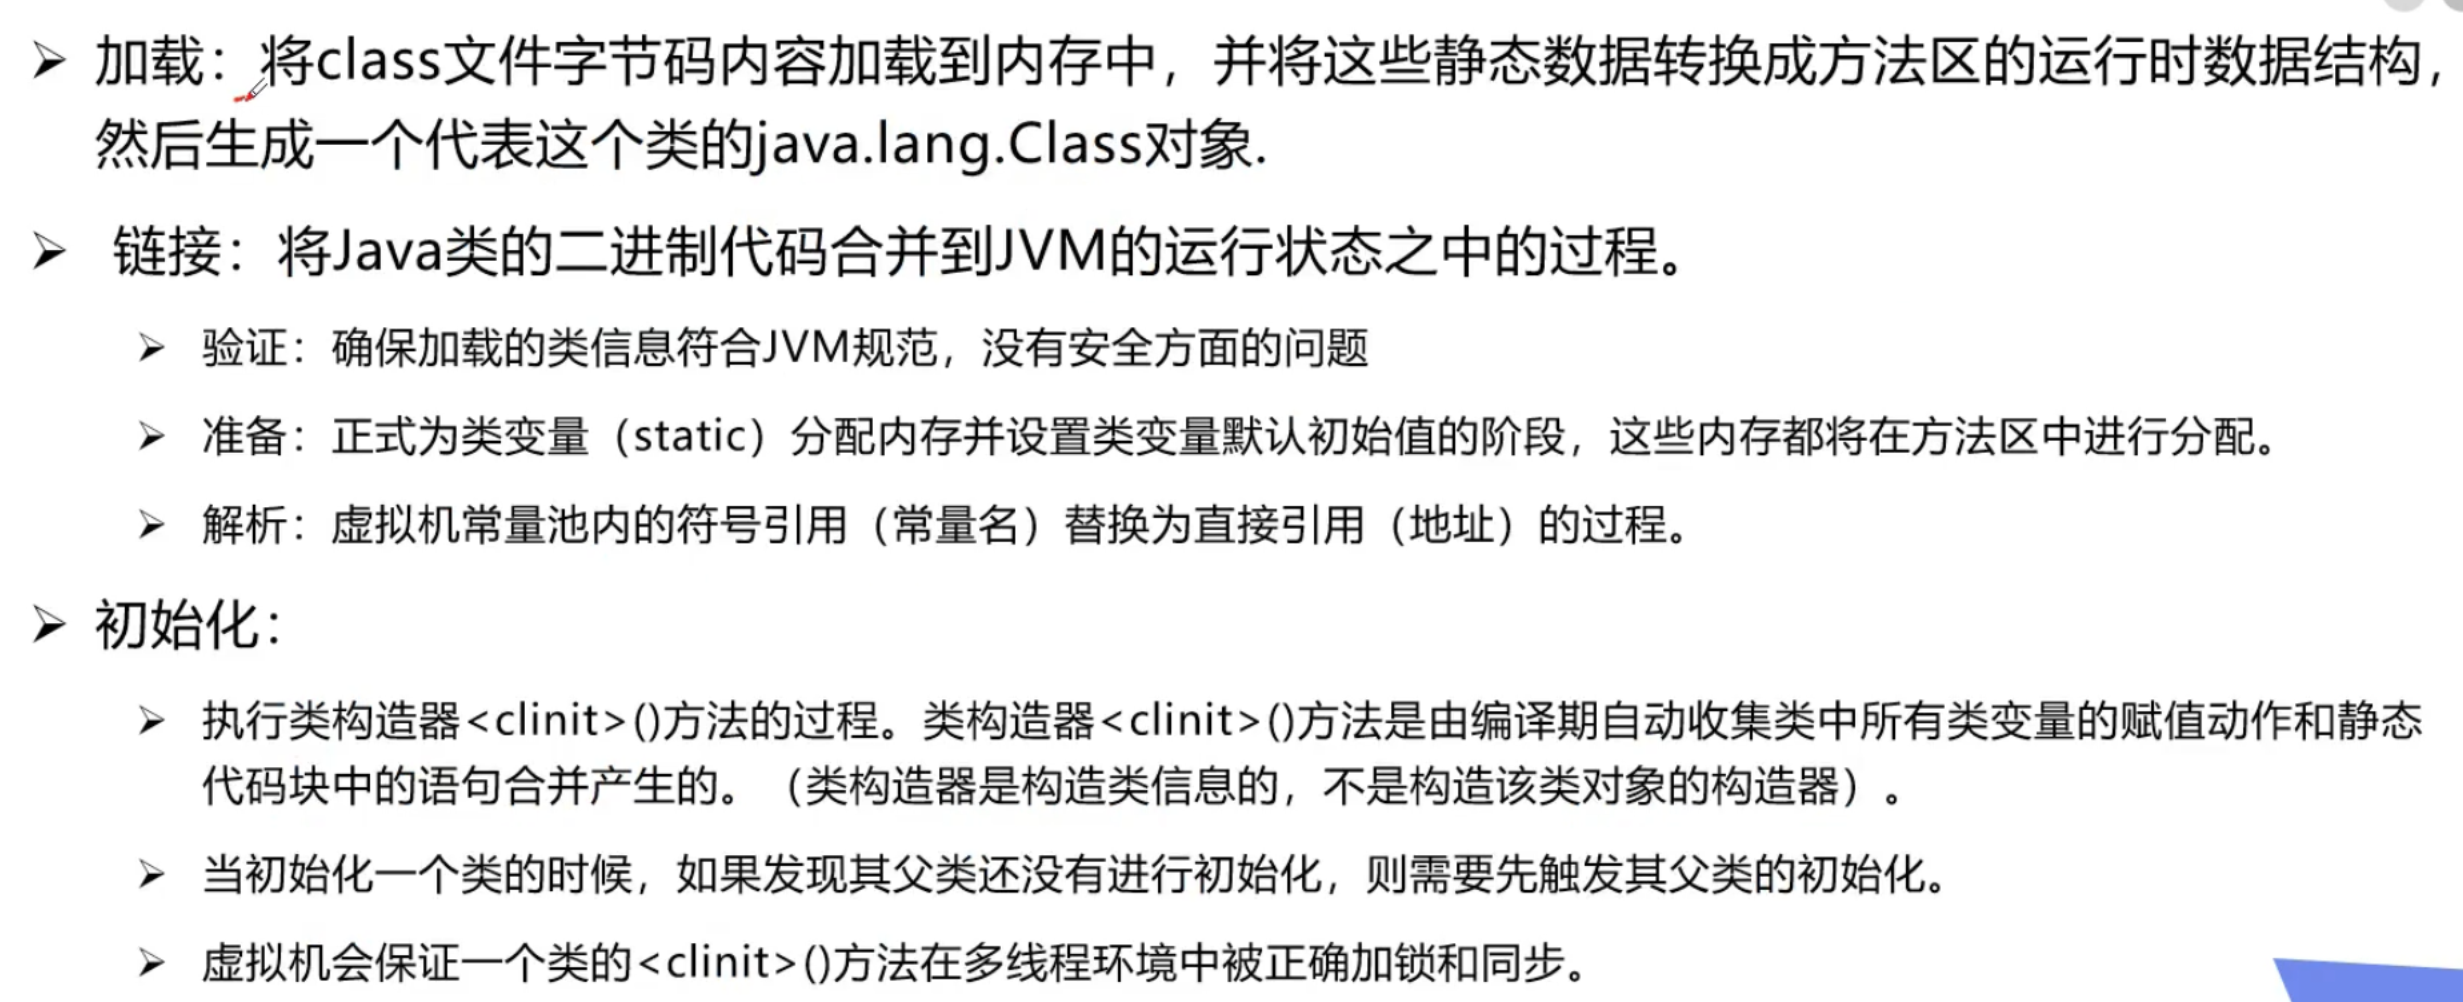 加载：将class文件字节码内容加载到内存中，并将这些静态数据转换成方法区的运行时数据结构，
然后生成一个代表这个类的java.lang.Class对象.
链接：将Java类的二进制代码合并到JVM的运行状态之中的过程。
验证：确保加载的类信息符合JVM规范，没有安全方面的问题
准备：正式为类变量（static）分配内存并设置类变量默认初始值的阶段，这些内存都将在方法区中进行分配。
解析：虚拟机常量池内的符号引用（常量名）替换为直接引用（地址）的过程。
初始化：
执行类构造器<clinit>()方法的过程。类构造器<clinit>()方法是由编译期自动收集类中所有类变量的赋值动作和静态
代码块中的语句合并产生的。（类构造器是构造类信息的，不是构造该类对象的构造器）。
当初始化一个类的时候，如果发现其父类还没有进行初始化，则需要先触发其父类的初始化。
虚拟机会保证一个类的<clinit>()方法在多线程环境中被正确加锁和同步。